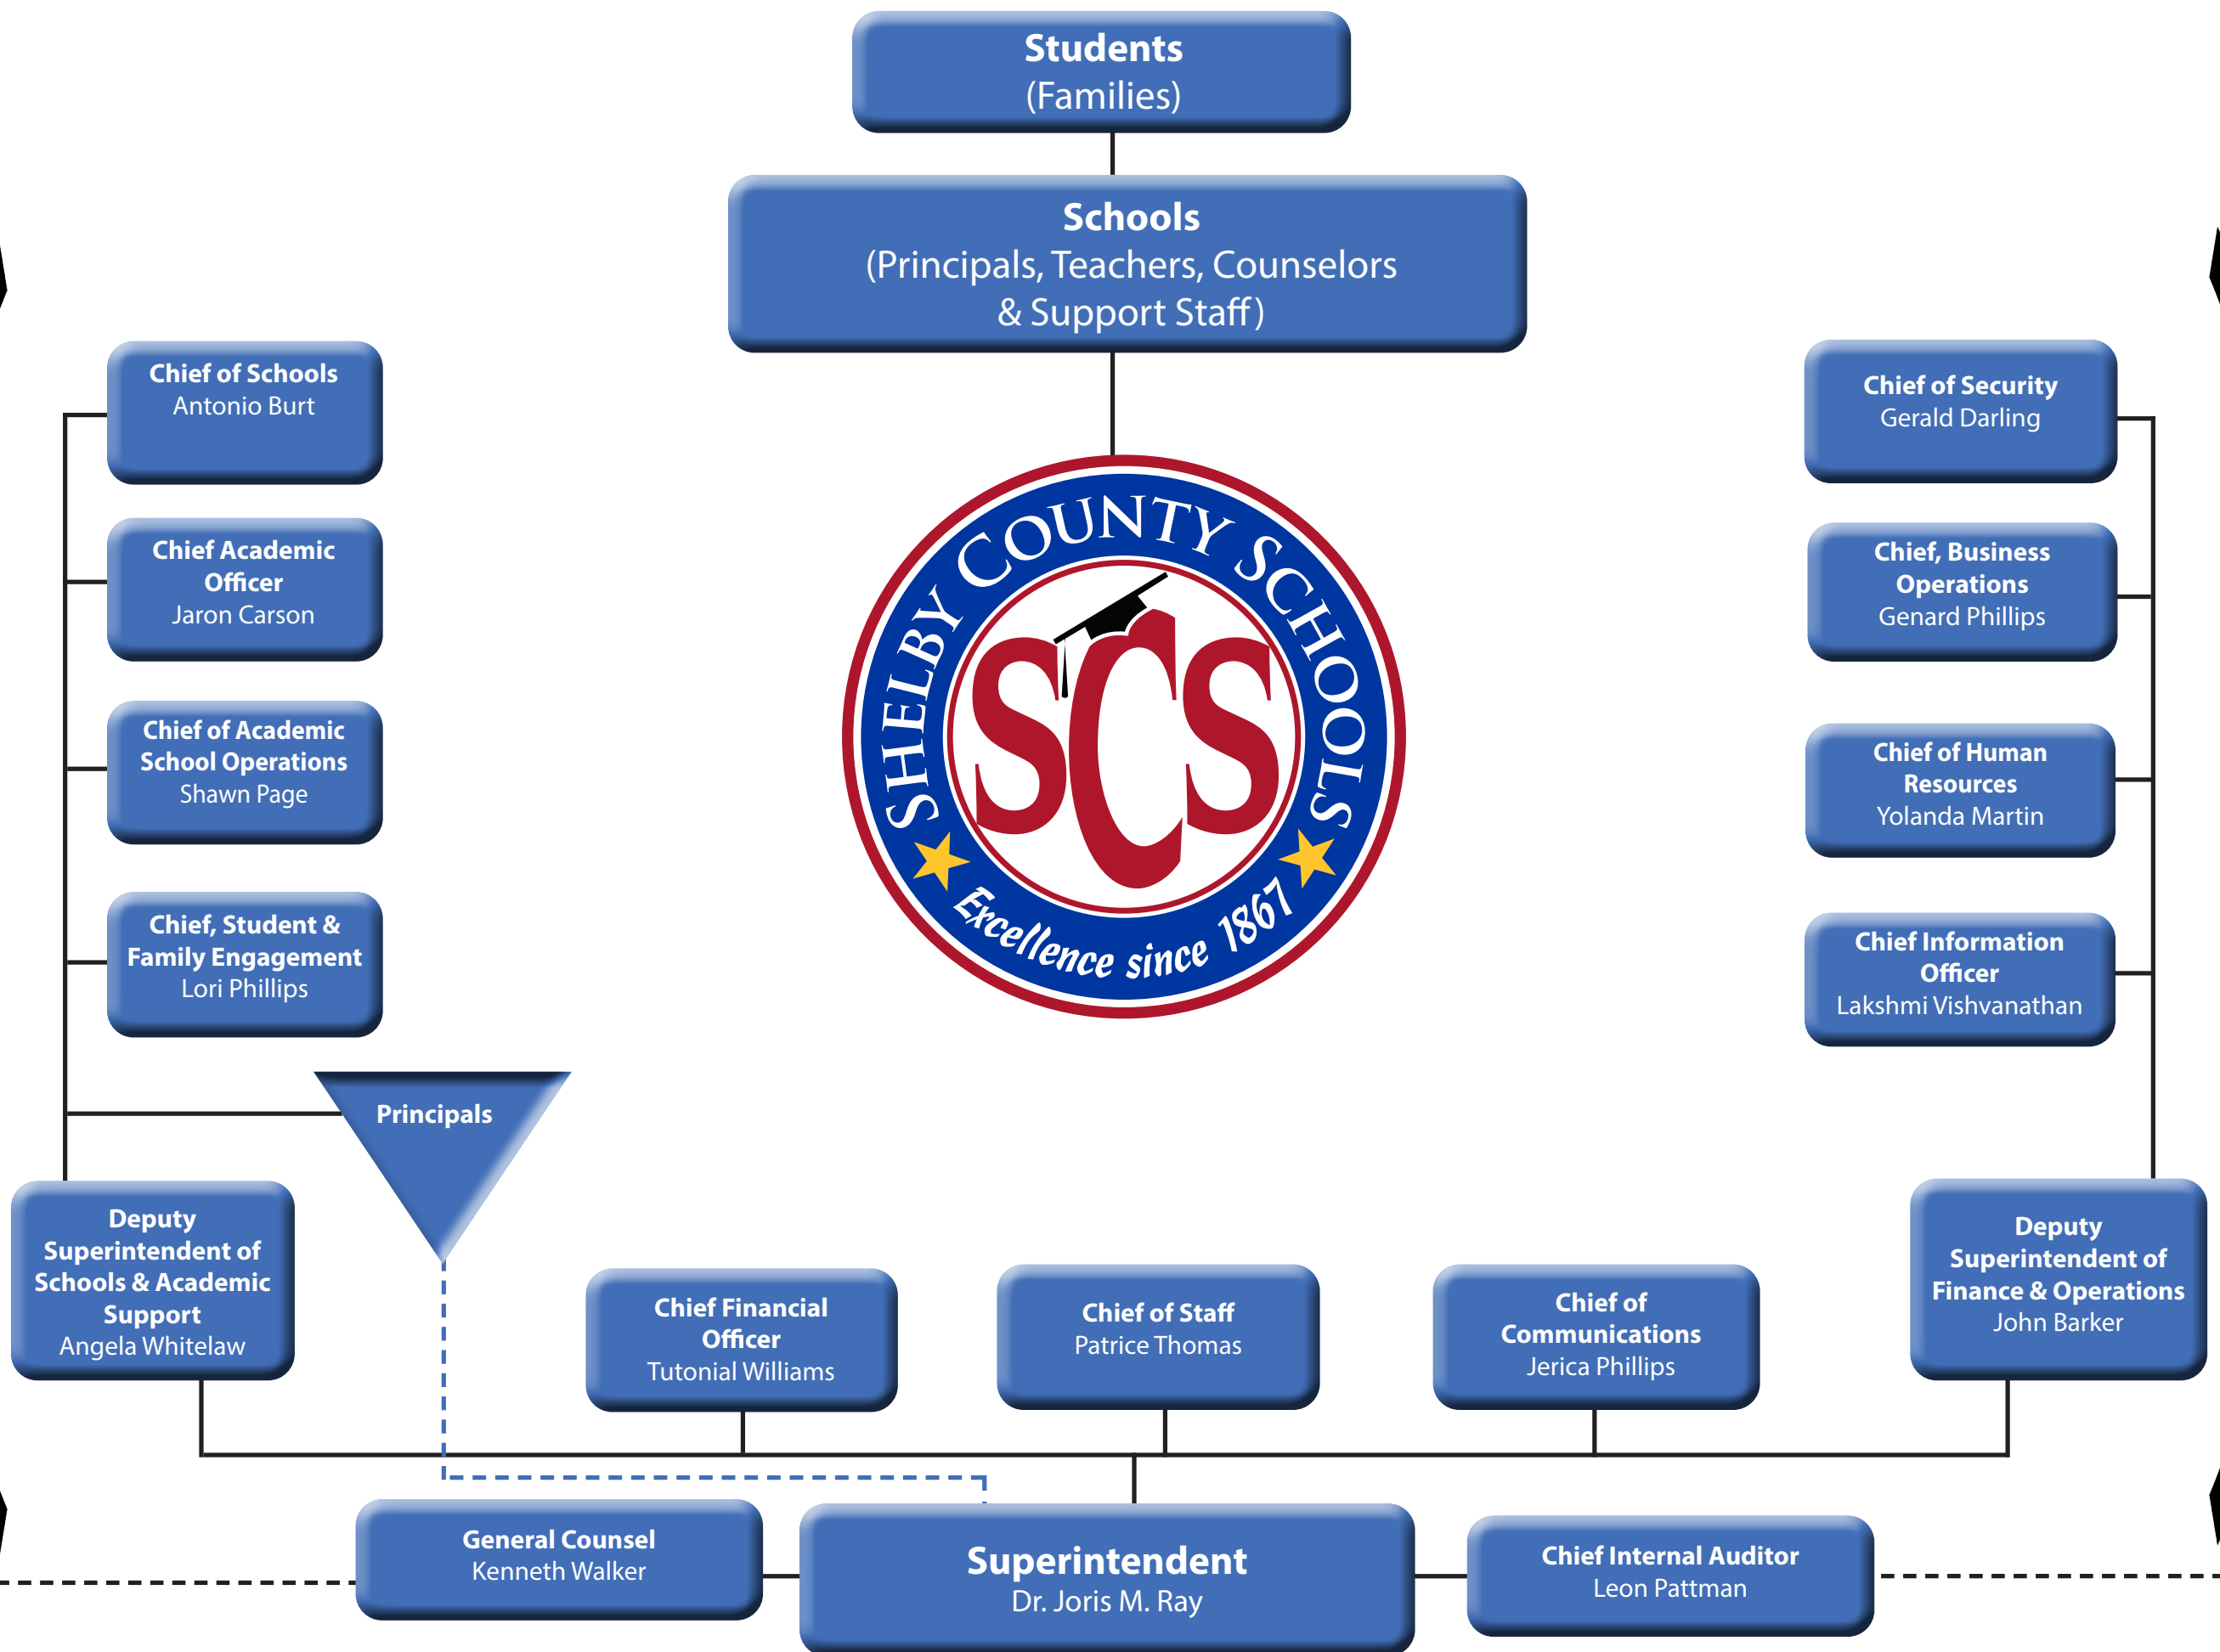 Students
(Families)
Schools
(Principals, Teachers, Counselors
& Support Staff)
Chief of Schools
Antonio Burt
Chief Academic
Officer
Jaron Carson
Chief of Academic
School Operations
Shawn Page
Chief, Student &
Family Engagement
Lori Phillips
Principals
Deputy
Superintendent of
Schools & Academic
Support
Angela Whitelaw
SHELBY COUNTY SCHOOLS
SCS
Excellence since 1867
Chief of Security
Gerald Darling
Chief, Business
Operations
Genard Phillips
Chief of Human
Resources
Yolanda Martin
Chief Information
Officer
Lakshmi Vishvanathan
Deputy
Superintendent of
Finance & Operations
John Barker
Chief Financial
Officer
Tutonial Williams
Chief of Staff
Patrice Thomas
Chief of
Communications
Jerica Phillips
General Counsel
Kenneth Walker
Superintendent
Dr. Joris M. Ray
Chief Internal Auditor
Leon Pattman